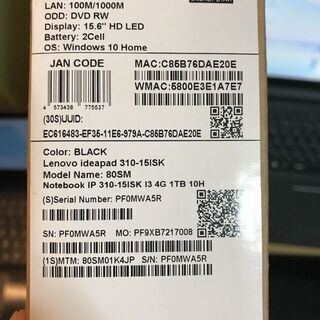 LAN: 100M/1000M
ODD: DVD RW
Display: 15.6" HD LED
Battery: 2Cell
OS: Windows 10 Home
JAN CODE
MAC:C85B76DAE20E
WMAC:5800E3E1A7E7
4 573438 775537
(30S)UUID:
EC616483-EF35-11E6-979A-C85B76DAE20E
Color: BLACK
Lenovo ideapad 310-15ISK
Model Name: 80SM
Notebook IP 310-15ISK I3 4G 1TB 10H
(S)Serial Number: PF0MWA5R
SN: PF0MWA5R MO: PF9XB7217008
(1S)MTM: 80SM01K4JP S/N: PF0MWA5R